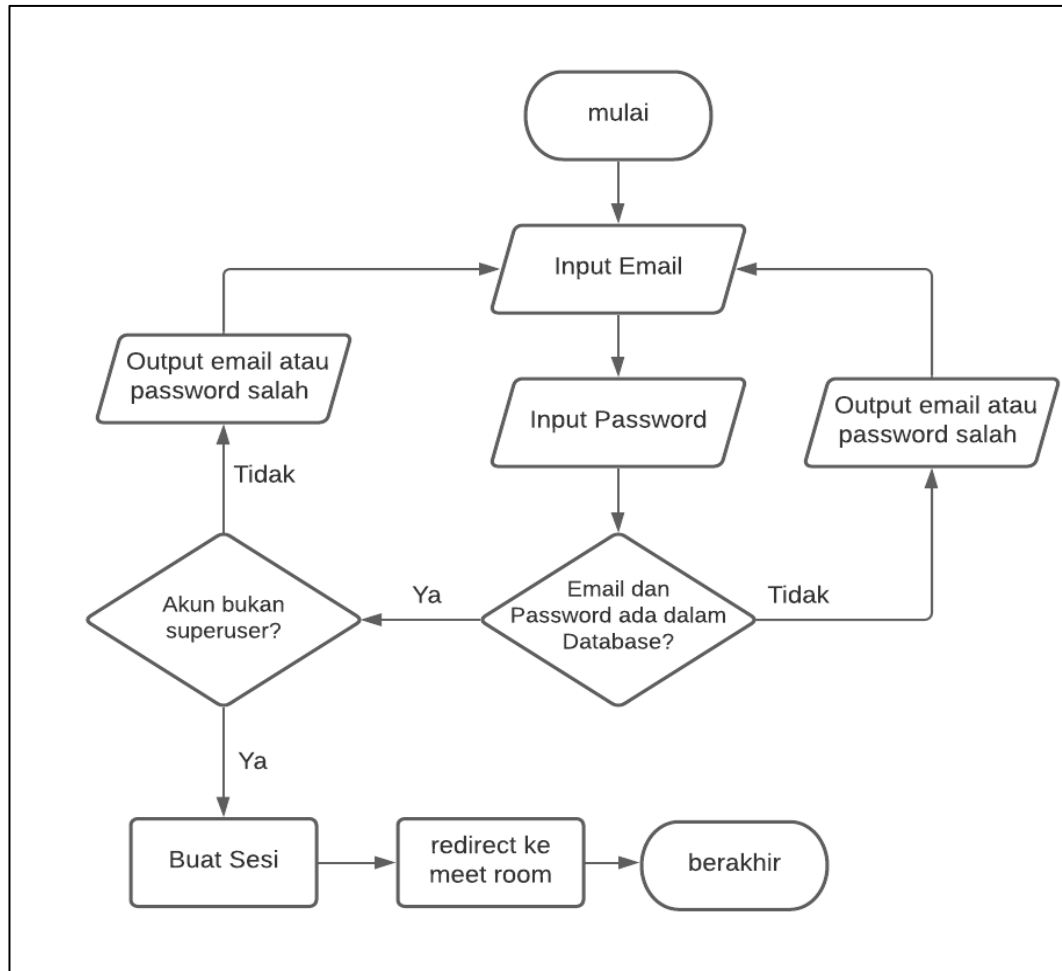 mulai
Input Email
Output email atau
password salah
Input Password
Output email atau
password salah
Tidak
Akun bukan
superuser?
Ya
Email dan
Password ada dalam
Database?
Tidak
Ya
Buat Sesi
redirect ke
meet room
berakhir